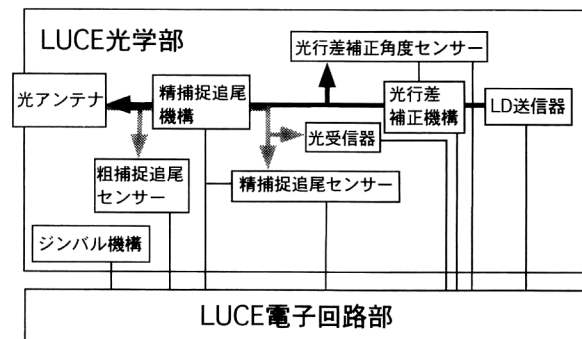 LUCE光学部
光行差補正角度センサー
光アンテナ
精捕捉追尾
機構
光行差
補正機構
LD送信器
光受信器
粗捕捉追尾
センサー
精捕捉追尾センサー
ジンバル機構
LUCE電子回路部